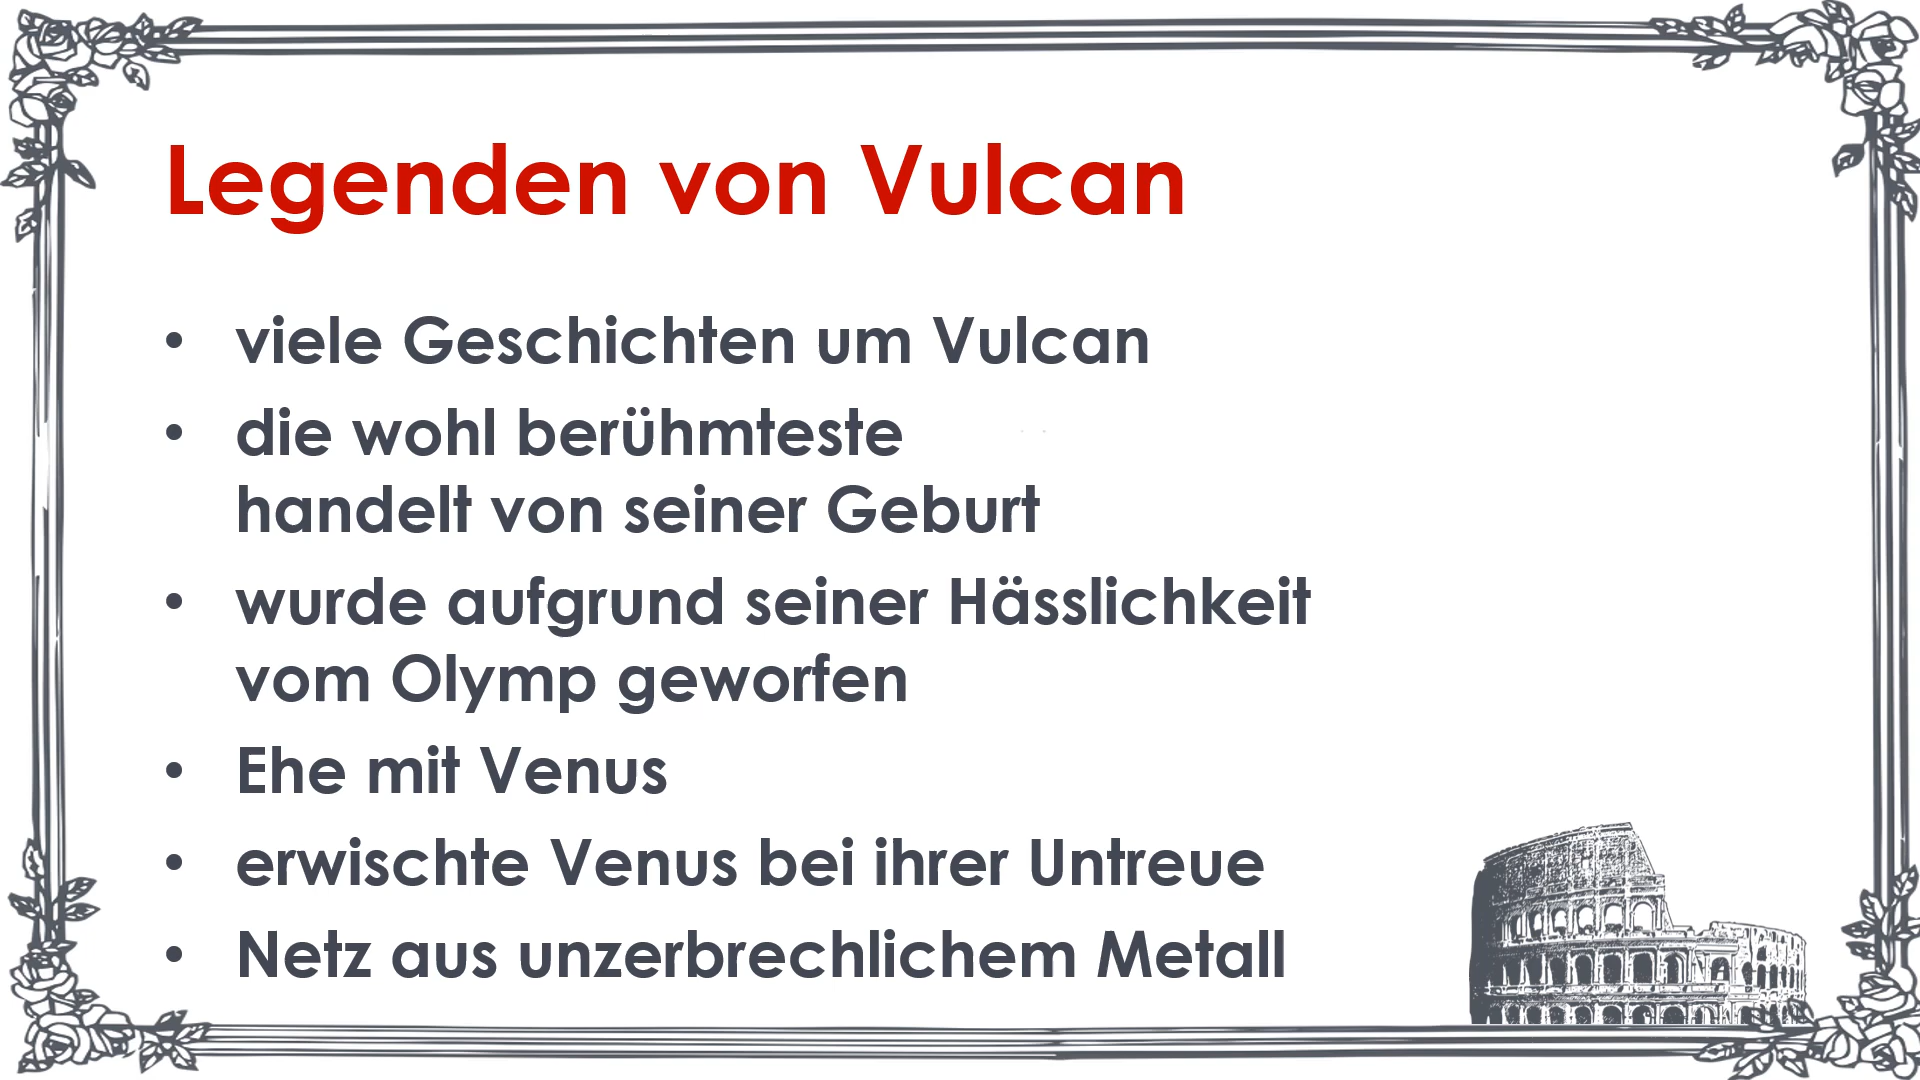 Legenden von Vulcan
• viele Geschichten um Vulcan
• die wohl berühmteste
handelt von seiner Geburt
• wurde aufgrund seiner Hässlichkeit
vom Olymp geworfen
• Ehe mit Venus
• erwischte Venus bei ihrer Untreue
• Netz aus unzerbrechlichem Metall